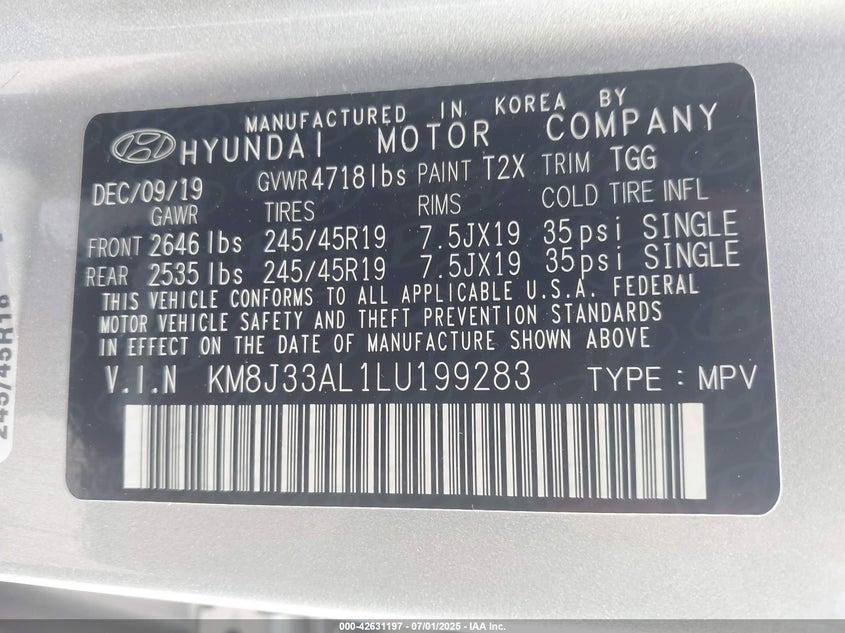 MANUFACTURED IN KOREA BY
HYUNDAI MOTOR COMPANY
DEC/09/19 GVWR 4718 lbs PAINT T2X TRIM TGG
GAWR TIRES RIMS COLD TIRE INFL
FRONT 2646 lbs 245/45R19 7.5JX19 35 psi SINGLE
REAR 2535 lbs 245/45R19 7.5JX19 35 psi SINGLE
THIS VEHICLE CONFORMS TO ALL APPLICABLE U.S.A. FEDERAL
MOTOR VEHICLE SAFETY AND THEFT PREVENTION STANDARDS
IN EFFECT ON THE DATE OF MANUFACTURE SHOWN ABOVE
V.I.N KM8J33AL1LU199283 TYPE : MPV
000-42631197 - 07/01/2025 - IAA Inc.